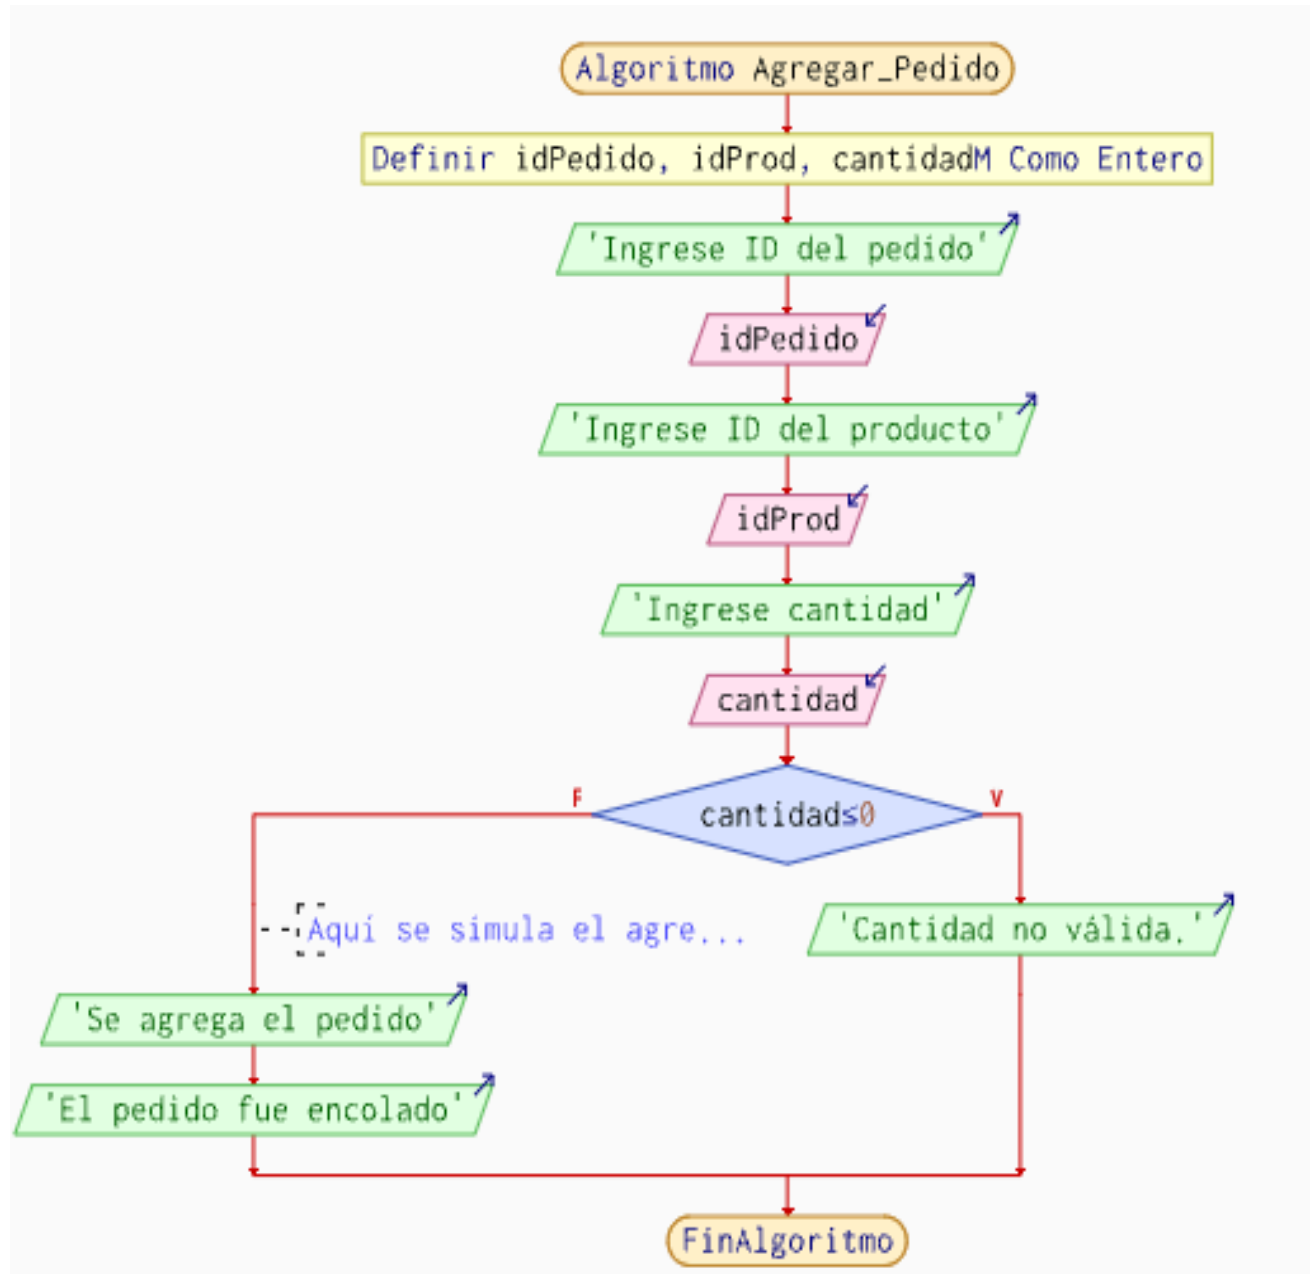 Algoritmo Agregar_Pedido
Definir idPedido, idProd, cantidadM Como Entero
'Ingrese ID del pedido'
idPedido
'Ingrese ID del producto'
idProd
'Ingrese cantidad'
cantidad
cantidad≤0
F
V
Aquí se simula el agre...
'Cantidad no válida.'
'Se agrega el pedido'
'El pedido fue encolado'
FinAlgoritmo